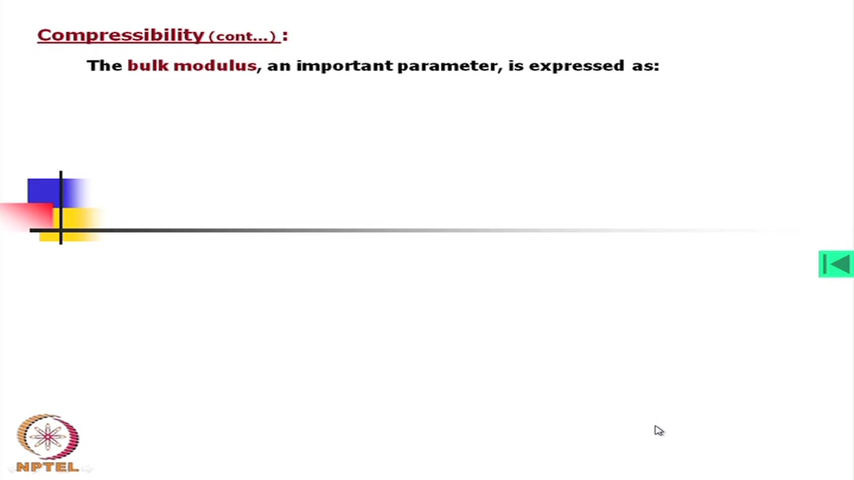 Compressibility (cont...) :
The bulk modulus, an important parameter, is expressed as:
NPTEL